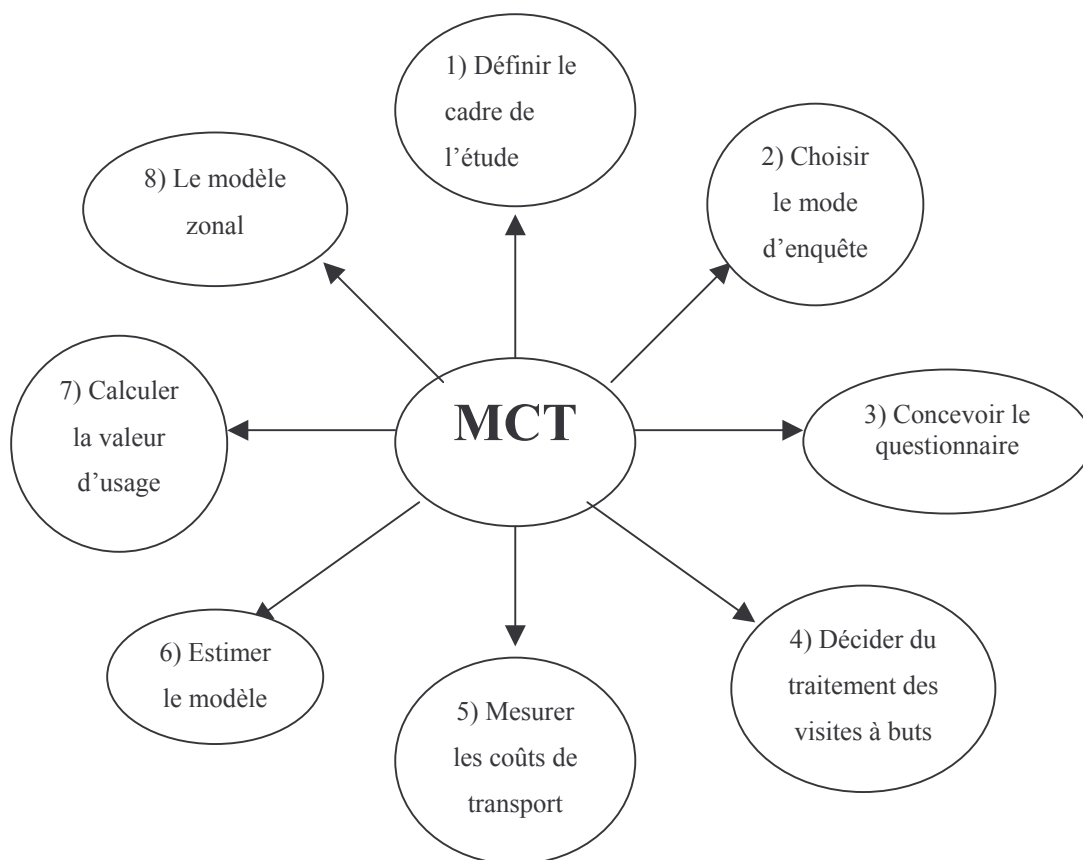 1) Définir le
cadre de
l’étude
2) Choisir
le mode
d’enquête
8) Le modèle
zonal
7) Calculer
la valeur
d’usage
MCT
3) Concevoir le
questionnaire
6) Estimer
le modèle
5) Mesurer
les coûts de
transport
4) Décider du
traitement des
visites à buts